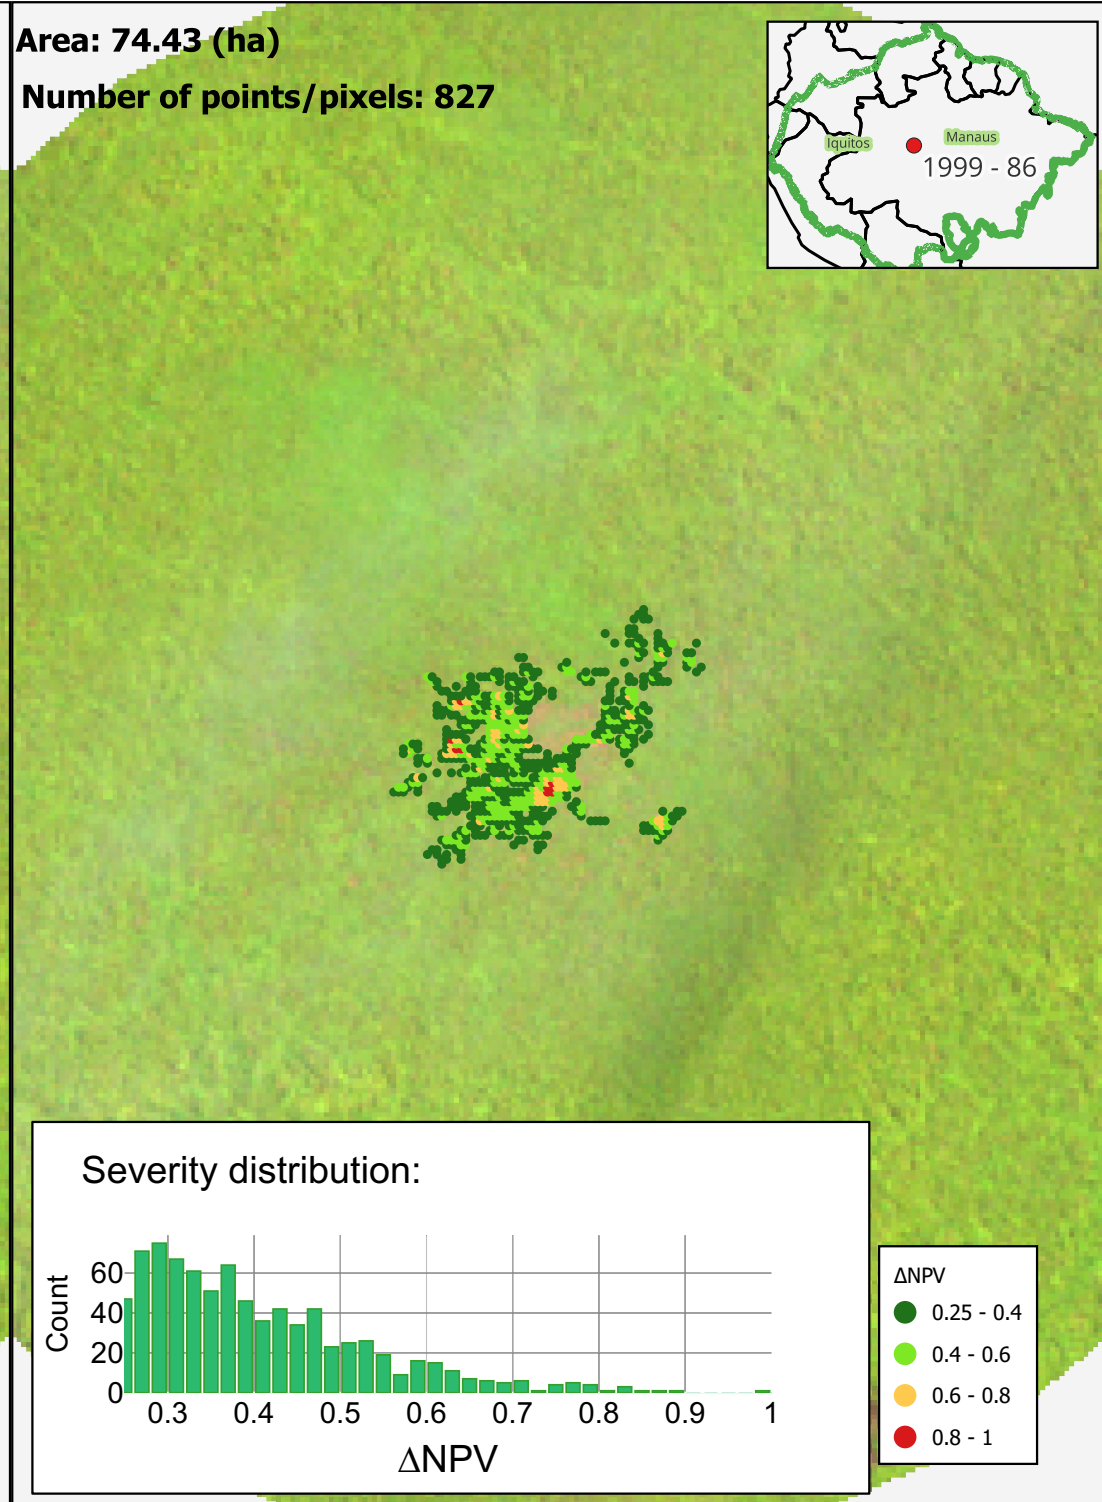 Area: 74.43 (ha)
Number of points/pixels: 827
Iquitos
Manaus
1999 - 86
Severity distribution:
Count
60
40
20
0
0.3 0.4 0.5 0.6 0.7 0.8 0.9 1
ΔNPV
ΔNPV
0.25 - 0.4
0.4 - 0.6
0.6 - 0.8
0.8 - 1